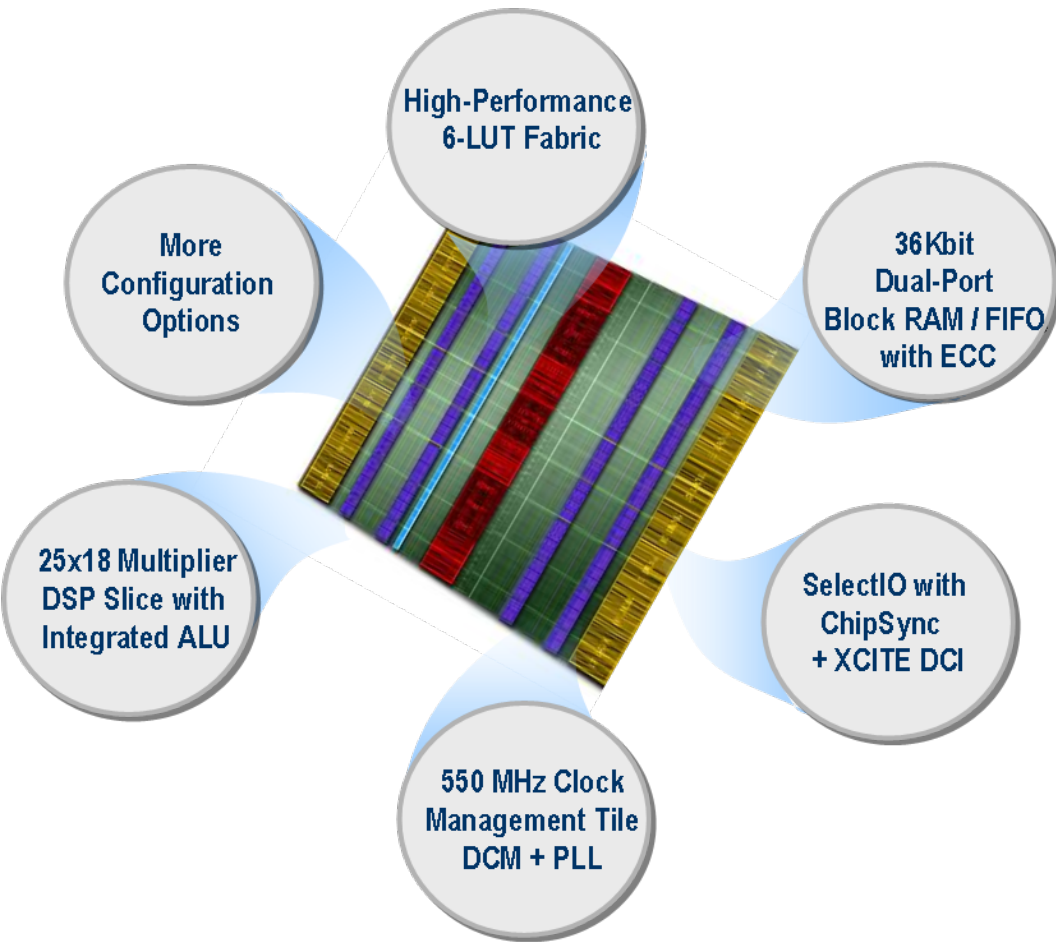 High-Performance
6-LUT Fabric
More
Configuration
Options
36Kbit
Dual-Port
Block RAM / FIFO
with ECC
25x18 Multiplier
DSP Slice with
Integrated ALU
SelectIO with
ChipSync
+ XCITE DCI
550 MHz Clock
Management Tile
DCM + PLL